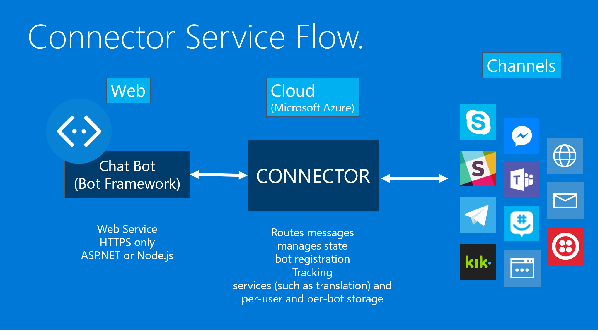 Connector Service Flow.
Channels
Web
Cloud
(Microsoft Azure)
Chat Bot
(Bot Framework)
CONNECTOR
Web Service
HTTPS only
ASP.NET or Node.js
Routes messages
manages state
bot registration
Tracking
services (such as translation) and
per-user and per-bot storage
kik·